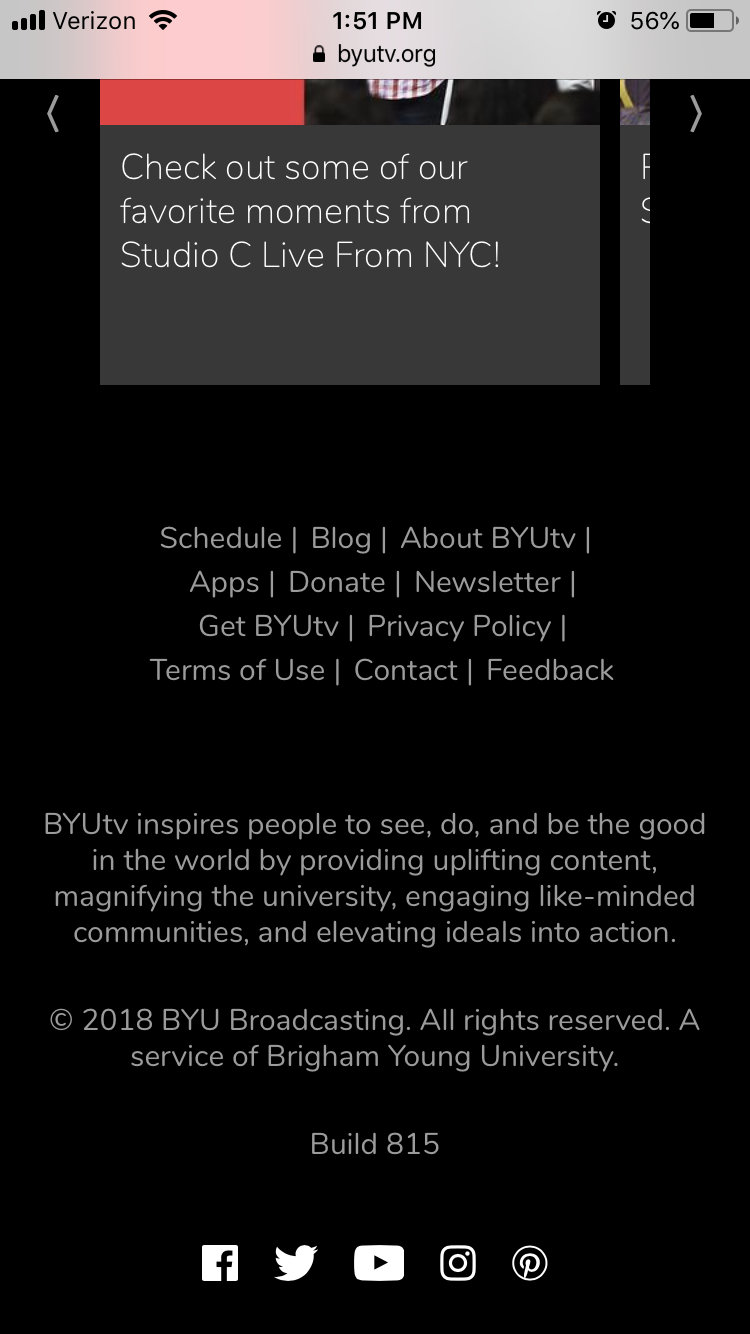 Verizon 1:51 PM 56%
byutv.org
Check out some of our
favorite moments from
Studio C Live From NYC!
Schedule | Blog | About BYUtv |
Apps | Donate | Newsletter |
Get BYUtv | Privacy Policy |
Terms of Use | Contact | Feedback
BYUtv inspires people to see, do, and be the good
in the world by providing uplifting content,
magnifying the university, engaging like-minded
communities, and elevating ideals into action.
© 2018 BYU Broadcasting. All rights reserved. A
service of Brigham Young University.
Build 815